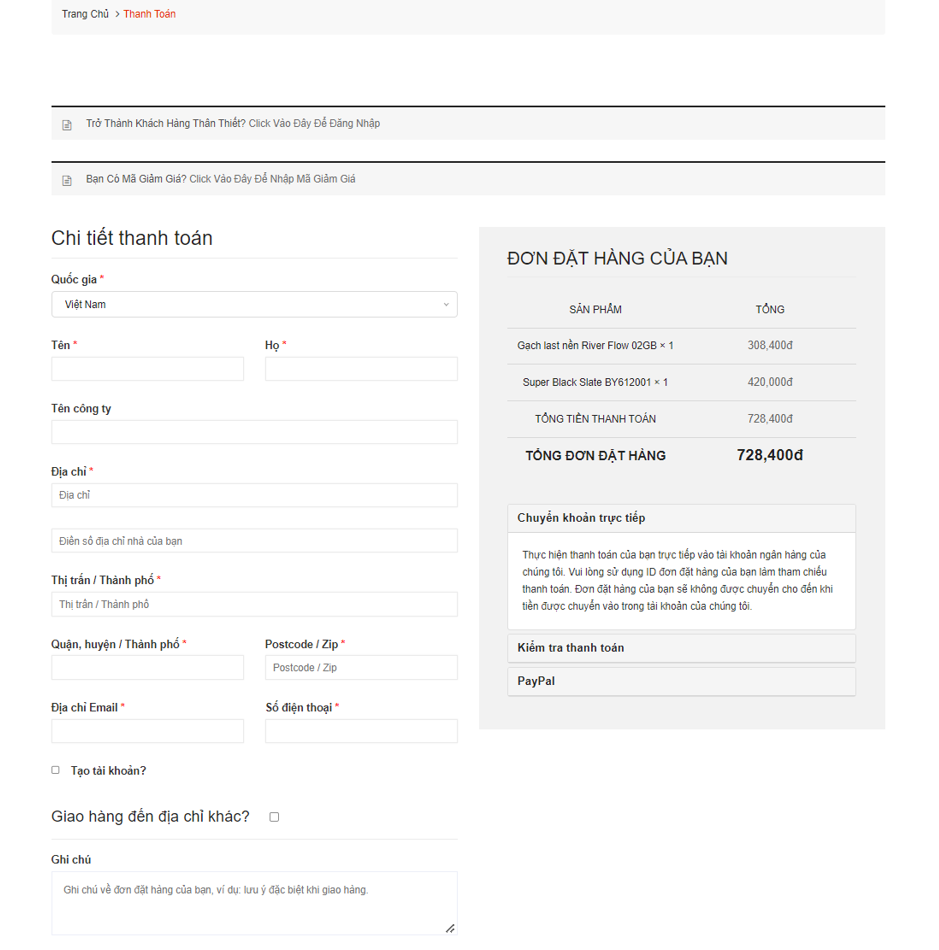 Trang Chủ > Thanh Toán
Trở Thành Khách Hàng Thân Thiết? Click Vào Đây Để Đăng Nhập
Bạn Có Mã Giảm Giá? Click Vào Đây Để Nhập Mã Giảm Giá
Chi tiết thanh toán
Quốc gia *
Việt Nam
Tên *
Họ *
Tên công ty
Địa chỉ *
Địa chỉ
Điền số địa chỉ nhà của bạn
Thị trấn / Thành phố *
Thị trấn / Thành phố
Quận, huyện / Thành phố *
Postcode / Zip *
Postcode / Zip
Địa chỉ Email *
Số điện thoại *
Tạo tài khoản?
Giao hàng đến địa chỉ khác?
Ghi chú
Ghi chú về đơn đặt hàng của bạn, ví dụ: lưu ý đặc biệt khi giao hàng.
ĐƠN ĐẶT HÀNG CỦA BẠN
SẢN PHẨM TỔNG
Gạch last nền River Flow 02GB × 1 308,400đ
Super Black Slate BY612001 × 1 420,000đ
TỔNG TIỀN THANH TOÁN 728,400đ
TỔNG ĐƠN ĐẶT HÀNG 728,400đ
Chuyển khoản trực tiếp
Thực hiện thanh toán của bạn trực tiếp vào tài khoản ngân hàng của
chúng tôi. Vui lòng sử dụng ID đơn đặt hàng của bạn làm tham chiếu
thanh toán. Đơn đặt hàng của bạn sẽ không được chuyển cho đến khi
tiền được chuyển vào trong tài khoản của chúng tôi.
Kiểm tra thanh toán
PayPal